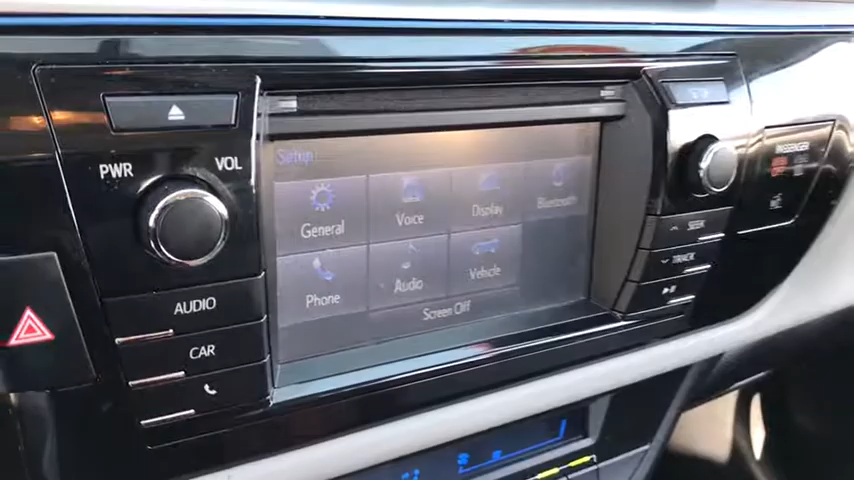 PWR
VOL
AUDIO
CAR
Setup
General
Voice
Display
Bluetooth
Phone
Audio
Vehicle
Screen Off
SEEK
TRACK
PASSENGER